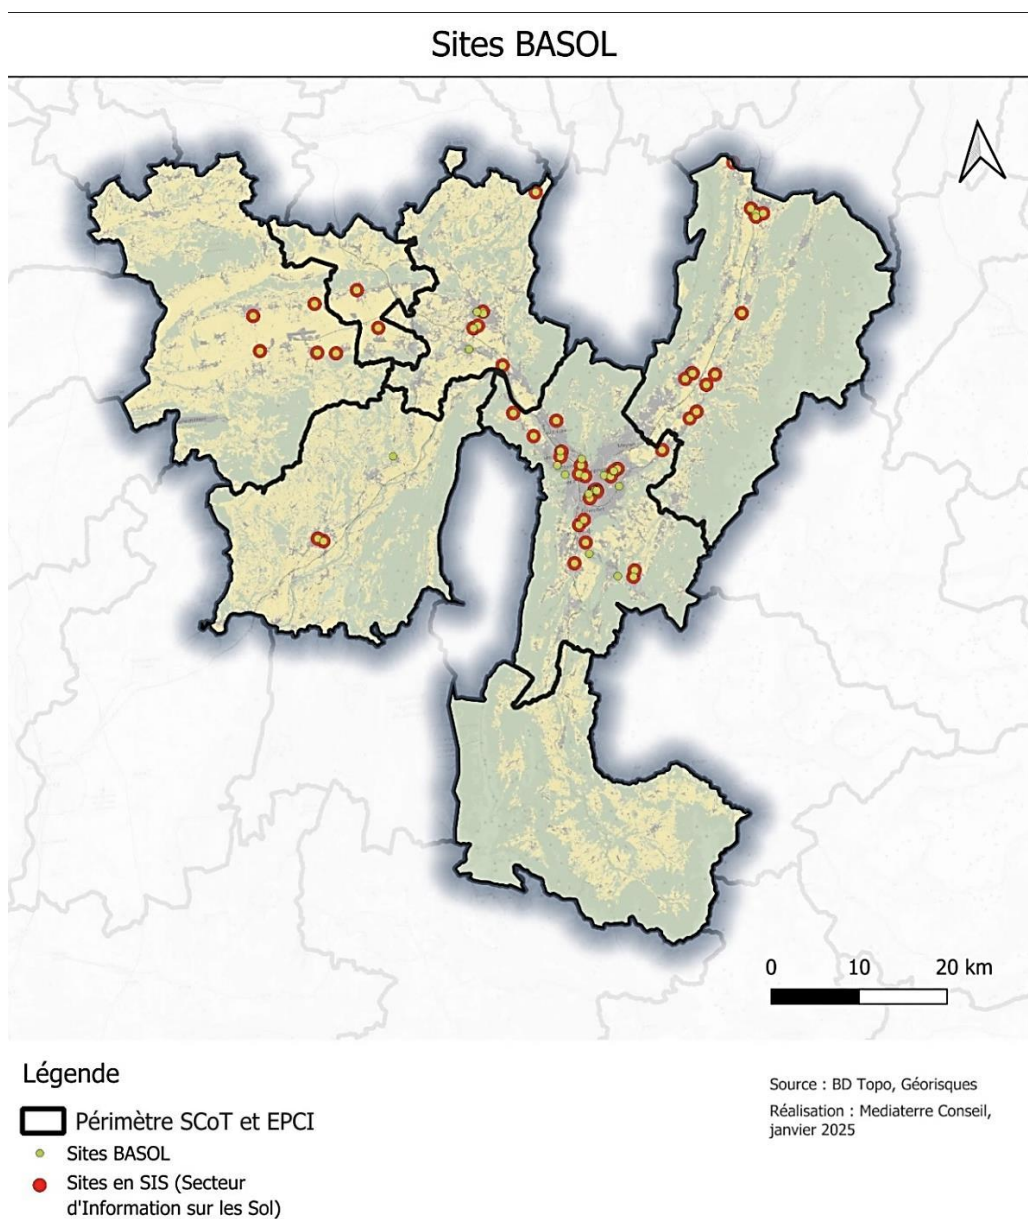 Sites BASOL
0 10 20 km
Légende
Périmètre SCoT et EPCI
Sites BASOL
Sites en SIS (Secteur
d'Information sur les Sol)
Source : BD Topo, Géorisques
Réalisation : Mediaterre Conseil,
janvier 2025